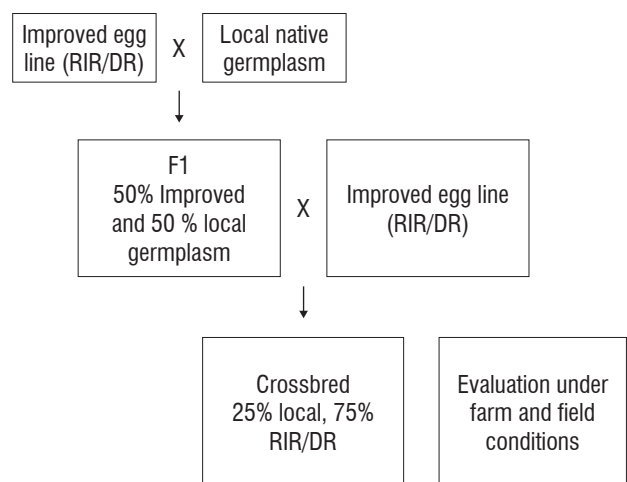 Improved egg
line (RIR/DR)
X
Local native
germplasm
F1
50% Improved
and 50 % local
germplasm
X
Improved egg line
(RIR/DR)
Crossbred
25% local, 75%
RIR/DR
Evaluation under
farm and field
conditions